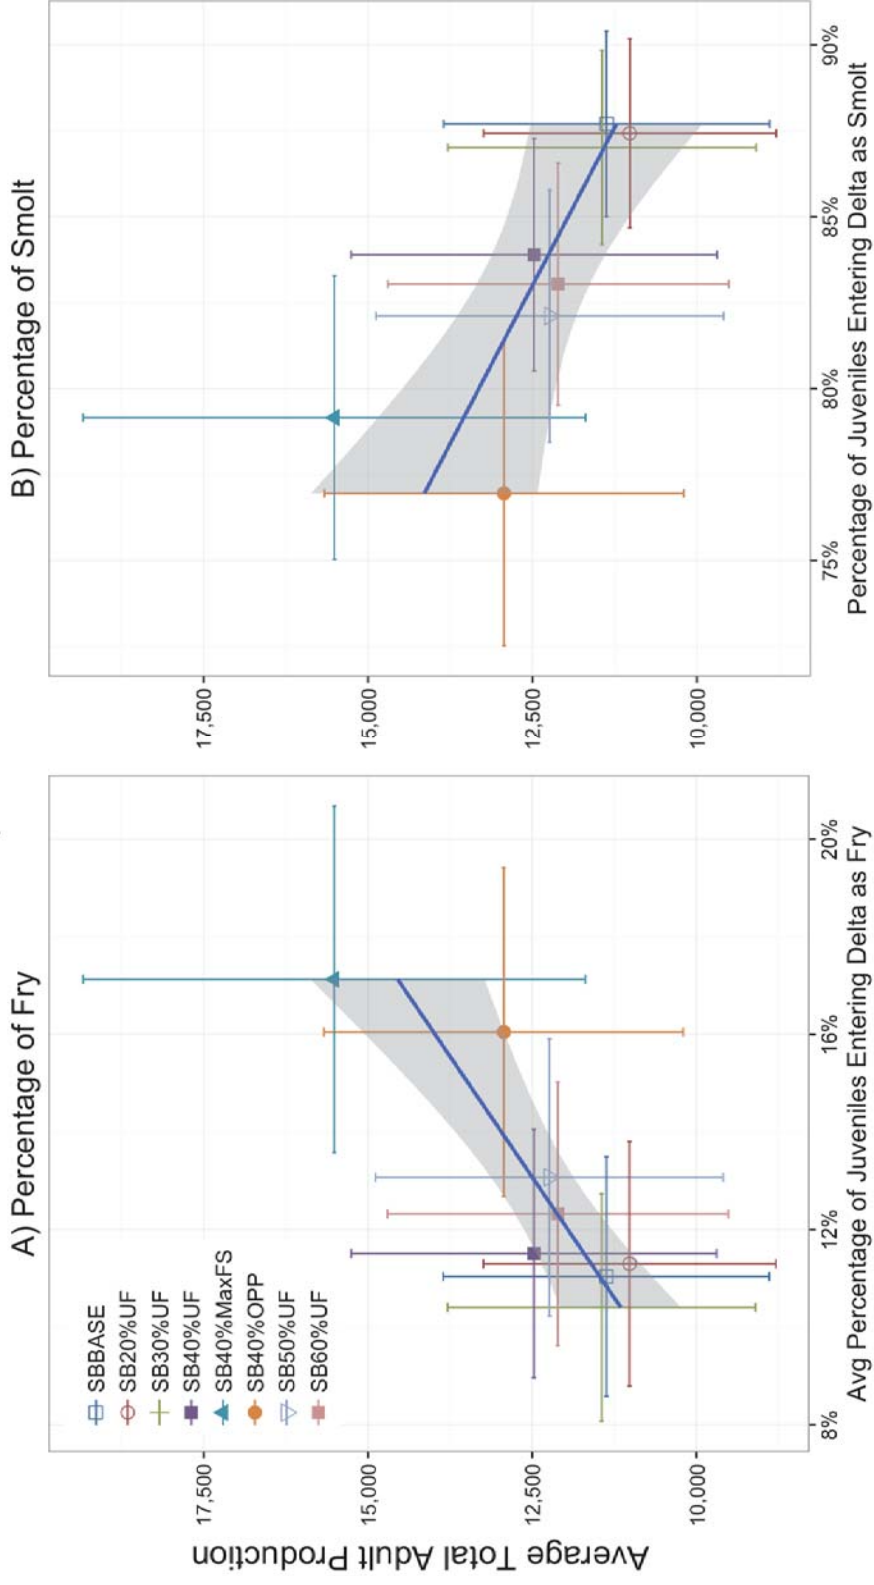 A) Percentage of Fry
B) Percentage of Smolt
SBBASE
SB20%UF
SB30%UF
SB40%UF
SB40%MaxFS
SB40%OPP
SB50%UF
SB60%UF
Average Total Adult Production
17,500
15,000
12,500
10,000
8%
12%
16%
20%
Avg Percentage of Juveniles Entering Delta as Fry
17,500
15,000
12,500
10,000
75%
80%
85%
90%
Percentage of Juveniles Entering Delta as Smolt